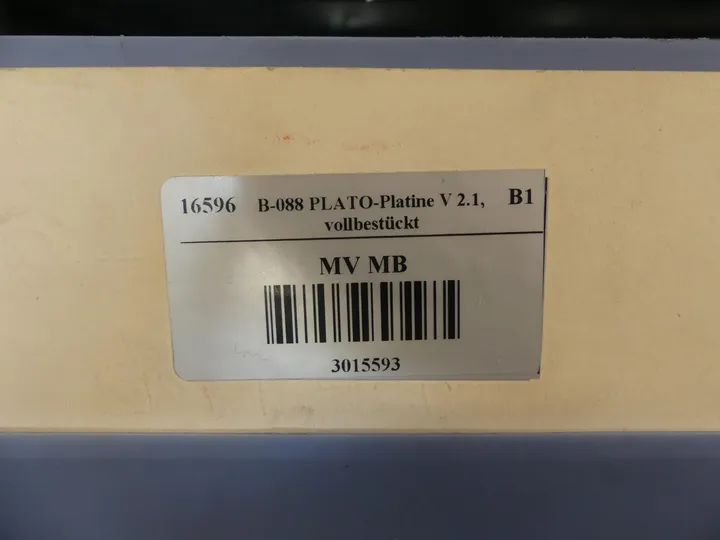 16596 B-088 PLATO-Platine V 2.1, B1
vollbestückt
MV MB
3015593